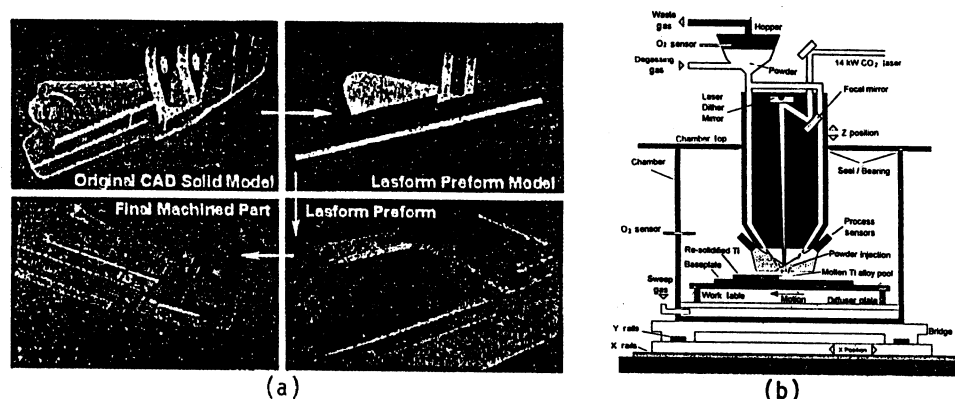 Original CAD Solid Model
Lasform Preform Model
Final Machined Part
Lasform Preform
(a)
Waste
gas
Hopper
O₂ sensor
Powder
Degassing
gas
14 kW CO₂ laser
Focal mirror
Laser
Dither
Mirror
Z position
Chamber top
Chamber
Seal / Bearing
O₂ sensor
Process
sensors
Powder injection
Re-solidified Ti
Molten Ti alloy pool
Baseplate
Sweep
gas
Work table
Motion
Diffuser plate
Y rails
Bridge
X rails
X Position
(b)